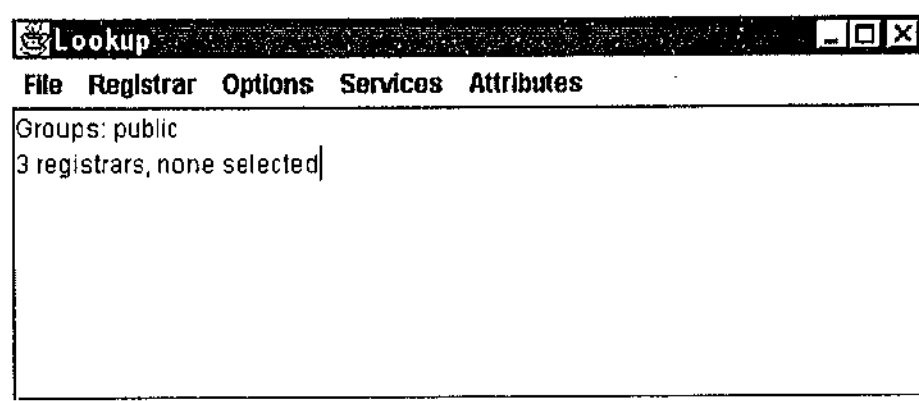 Lookup
File Registrar Options Services Attributes
Groups: public
3 registrars, none selected